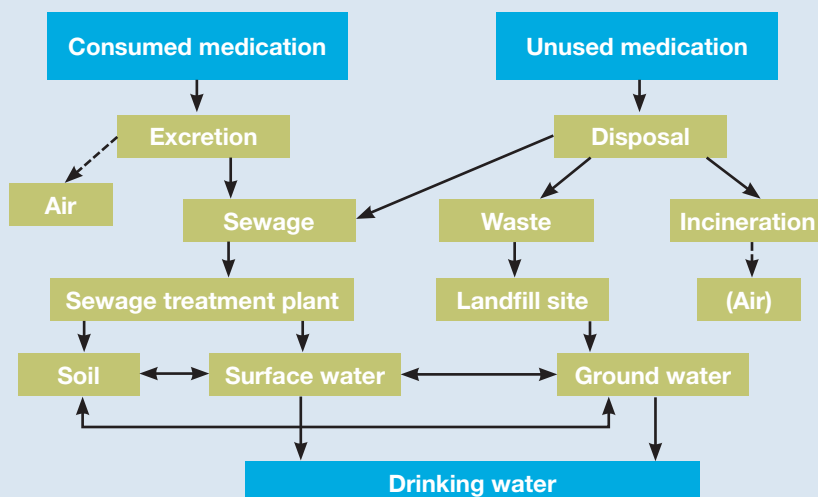 Consumed medication
Unused medication
Excretion
Disposal
Air
Sewage
Waste
Incineration
Sewage treatment plant
Landfill site
(Air)
Soil
Surface water
Ground water
Drinking water